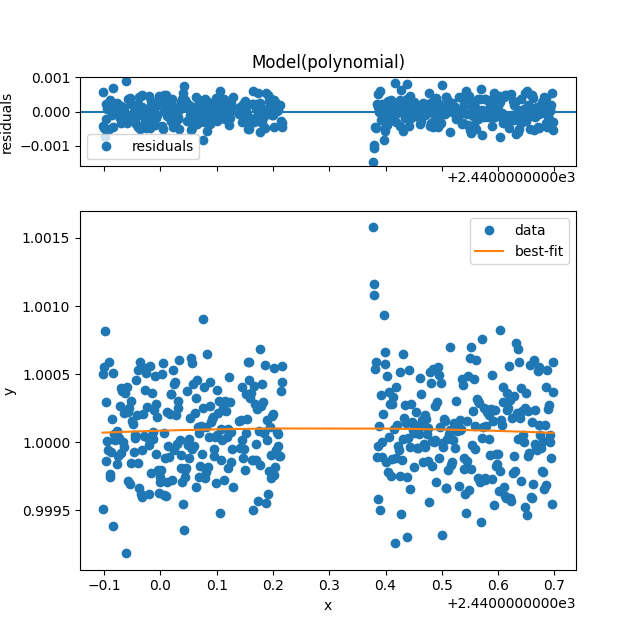 Model(polynomial)
0.001
0.000
−0.001
residuals
residuals
+2.4400000000e3
1.0015
1.0010
1.0005
1.0000
0.9995
y
data
best-fit
−0.1 0.0 0.1 0.2 0.3 0.4 0.5 0.6 0.7
x
+2.4400000000e3